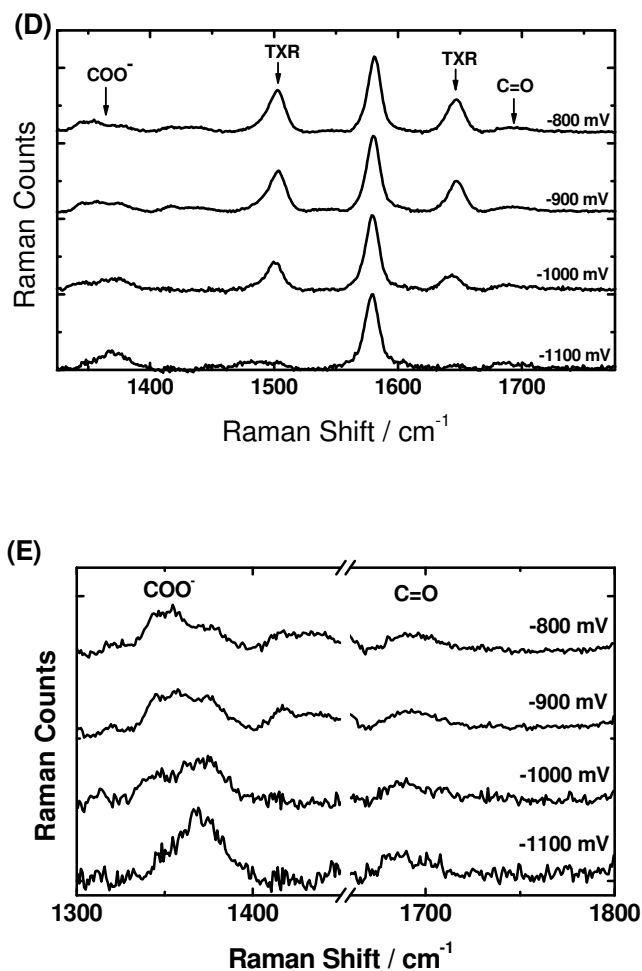 (D)
COO⁻
TXR
TXR
C=O
-800 mV
-900 mV
-1000 mV
-1100 mV
Raman Counts
1400 1500 1600 1700
Raman Shift / cm⁻¹
(E)
COO⁻ C=O
-800 mV
-900 mV
-1000 mV
-1100 mV
Raman Counts
1300 1400 1700 1800
Raman Shift / cm⁻¹